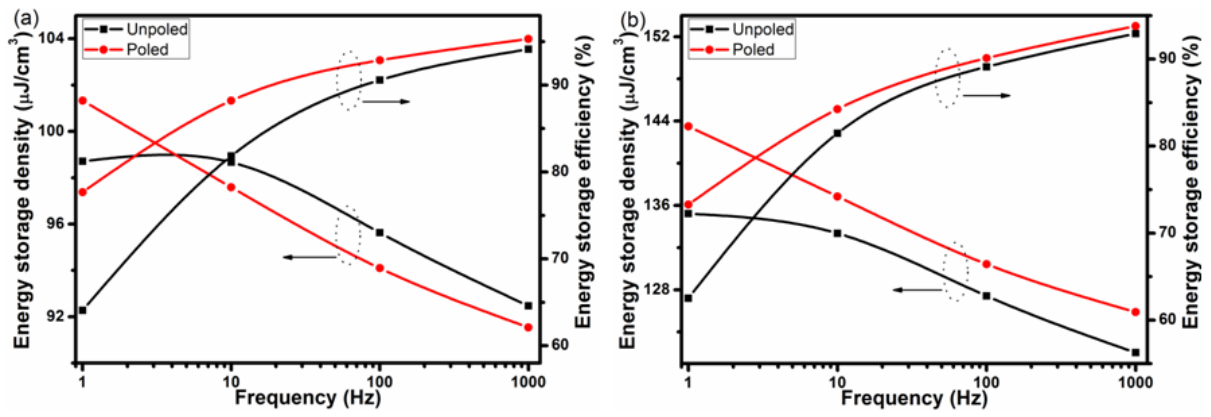 (a)
Unpoled
Poled
Energy storage density (μJ/cm³)
104
100
96
92
Energy storage efficiency (%)
90
80
70
60
1 10 100 1000
Frequency (Hz)
(b)
Unpoled
Poled
Energy storage density (μJ/cm³)
152
144
136
128
Energy storage efficiency (%)
90
80
70
60
1 10 100 1000
Frequency (Hz)